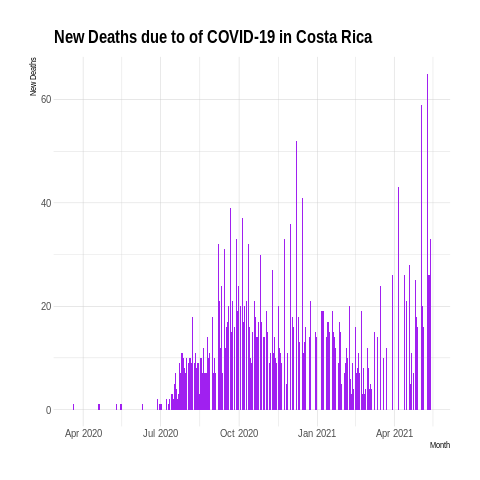 New Deaths due to of COVID-19 in Costa Rica
New Deaths
60
40
20
0
Apr 2020 Jul 2020 Oct 2020 Jan 2021 Apr 2021
Month